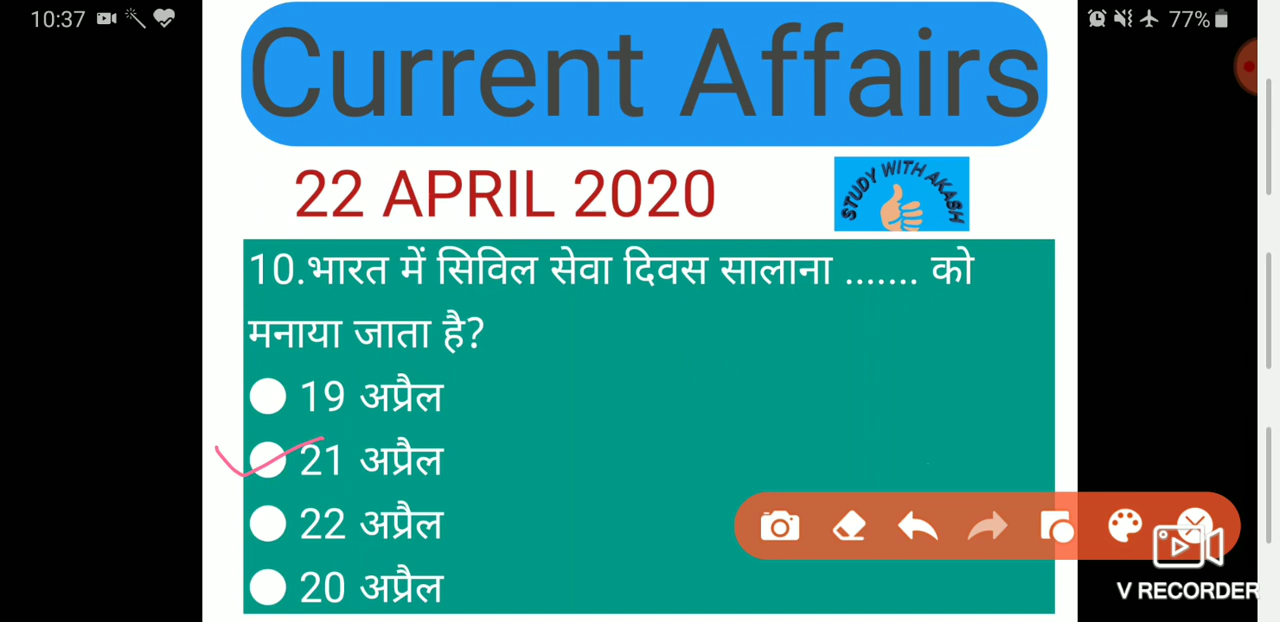 10:37
77%
Current Affairs
22 APRIL 2020
STUDY WITH AKASH
10.भारत में सिविल सेवा दिवस सालाना ....... को
मनाया जाता है?
19 अप्रैल
21 अप्रैल
22 अप्रैल
20 अप्रैल
V RECORDER